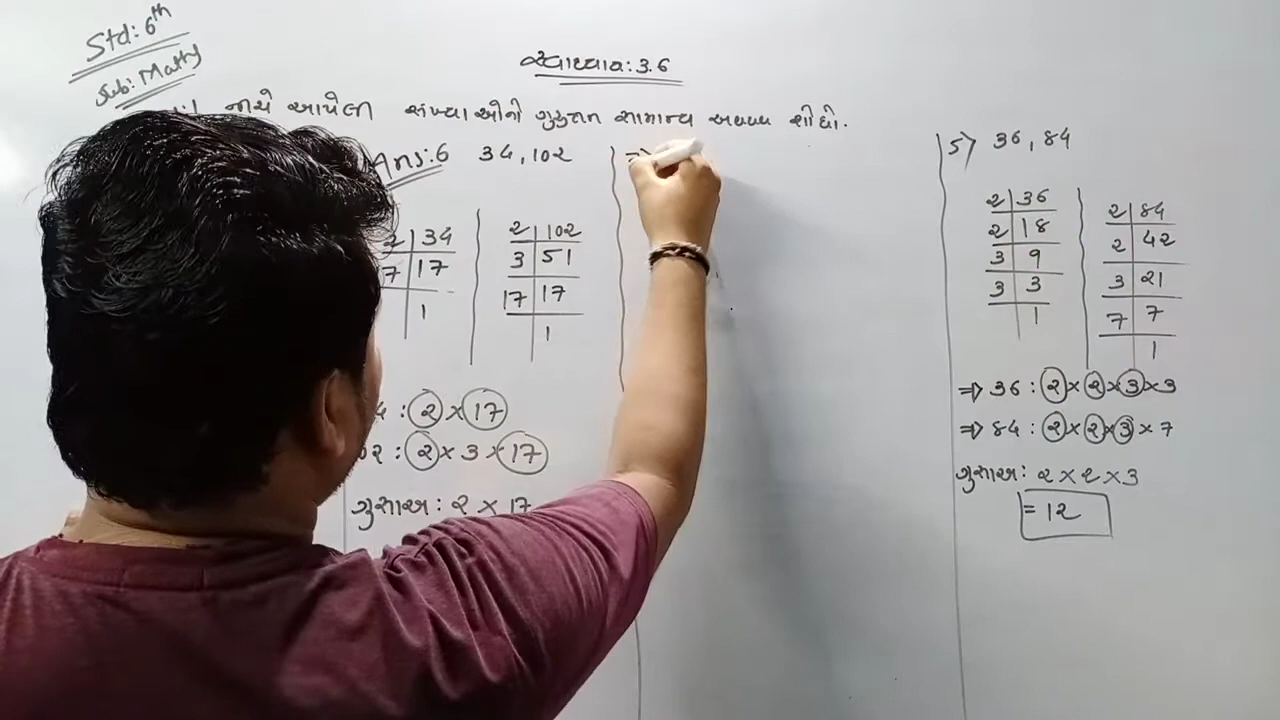 Std: 6th
Sub: Maths
સ્વાધ્યાય: 3.6
નીચે આપેલી સંખ્યાઓનો ગુરુત્તમ સામાન્ય અવયવ શોધો.
Ans:6 34,102
2 | 34
17
1
2 | 102
3 | 51
17 | 17
1
: 2 × 17
: 2 × 3 × 17
ગુસાઅ: 2 × 17
5) 36, 84
2 | 36
2 | 18
3 | 9
3 | 3
1
2 | 84
2 | 42
3 | 21
7 | 7
1
⇒ 36 : 2 × 2 × 3 × 3
⇒ 84 : 2 × 2 × 3 × 7
ગુસાઅ: 2 × 2 × 3
= 12